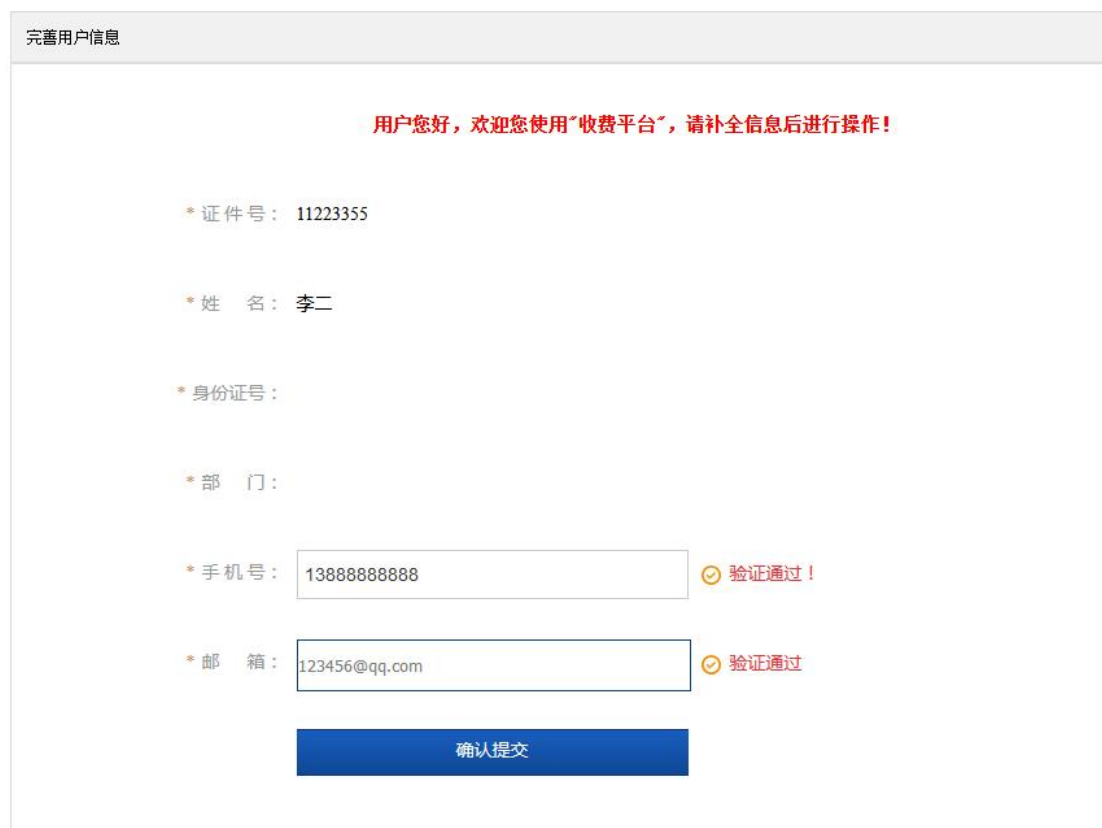 完善用户信息
用户您好，欢迎您使用"收费平台"，请补全信息后进行操作！
* 证件号： 11223355
* 姓 名： 李二
* 身份证号：
* 部 门：
* 手机号： 13888888888 验证通过！
* 邮 箱： 123456@qq.com 验证通过
确认提交